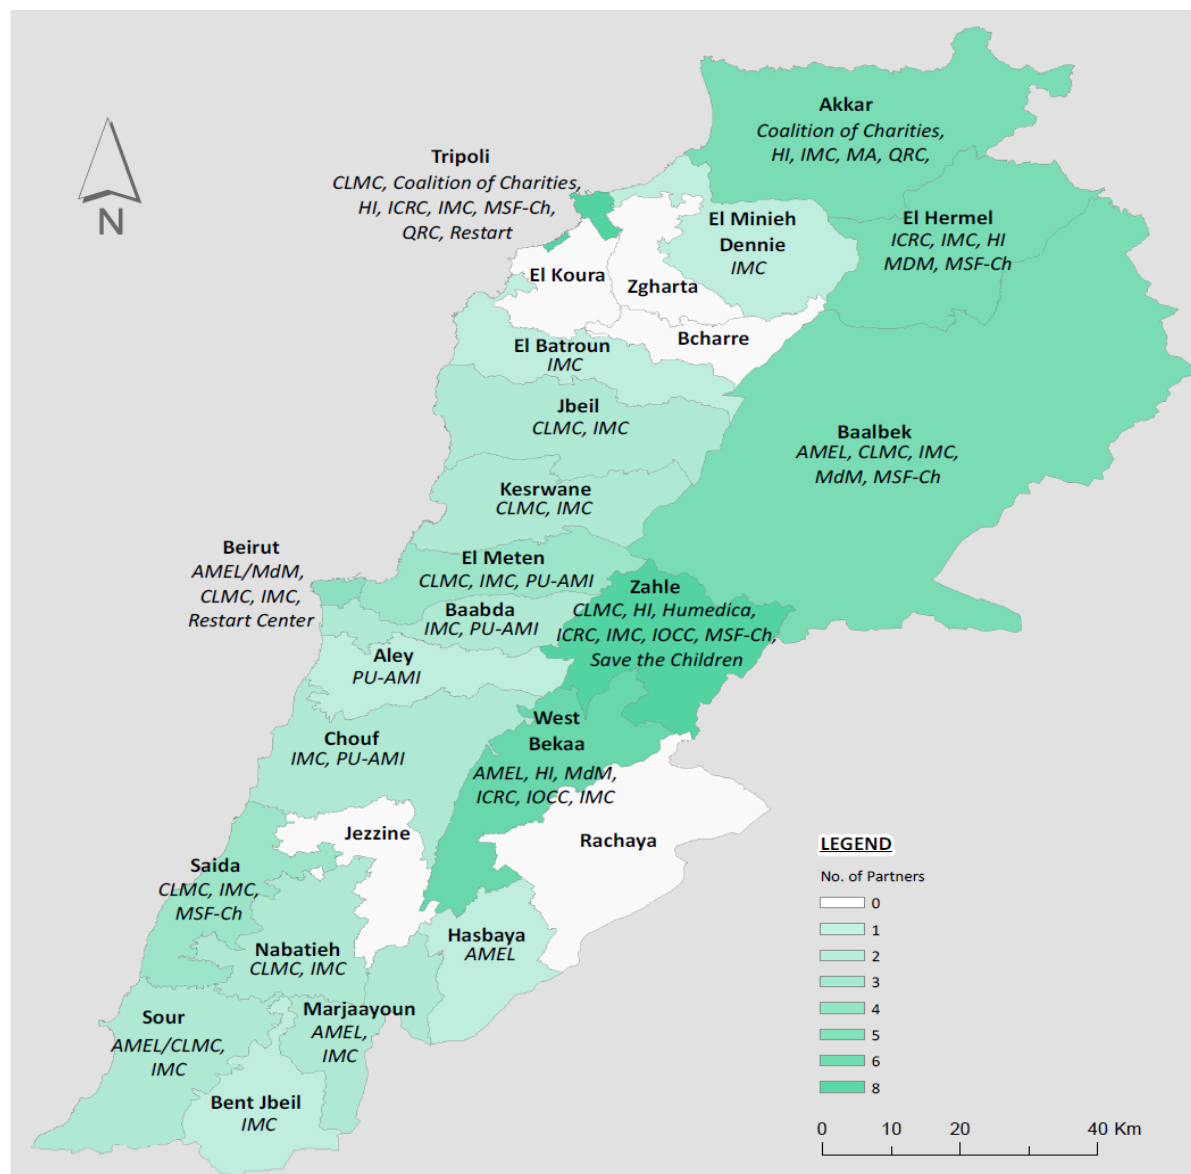 Akkar
Coalition of Charities,
HI, IMC, MA, QRC,
Tripoli
CLMC, Coalition of Charities,
HI, ICRC, IMC, MSF-Ch,
QRC, Restart
N
El Minieh
Dennie
IMC
El Hermel
ICRC, IMC, HI
MDM, MSF-Ch
El Koura
Zgharta
Bcharre
El Batroun
IMC
Jbeil
CLMC, IMC
Baalbek
AMEL, CLMC, IMC,
MdM, MSF-Ch
Kesrwane
CLMC, IMC
Beirut
AMEL/MdM,
CLMC, IMC,
Restart Center
El Meten
CLMC, IMC, PU-AMI
Baabda
IMC, PU-AMI
Zahle
CLMC, HI, Humedica,
ICRC, IMC, IOCC, MSF-Ch,
Save the Children
Aley
PU-AMI
Chouf
IMC, PU-AMI
West
Bekaa
AMEL, HI, MdM,
ICRC, IOCC, IMC
Jezzine
Rachaya
Saida
CLMC, IMC,
MSF-Ch
Nabatieh
CLMC, IMC
Hasbaya
AMEL
Marjaayoun
AMEL,
IMC
Sour
AMEL/CLMC,
IMC
Bent Jbeil
IMC
LEGEND
No. of Partners
0
1
2
3
4
5
6
8
0 10 20 40 Km